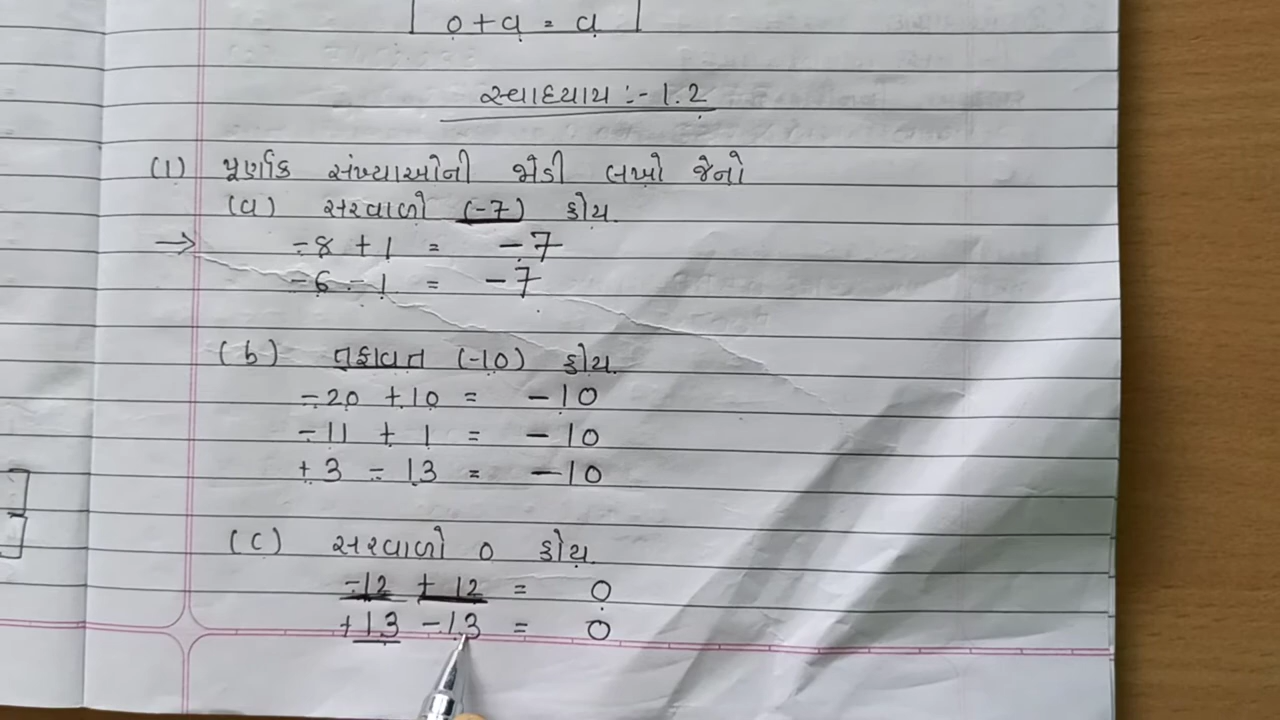 0 + a = a
સ્વાધ્યાય :- 1.2
(1) પૂર્ણાંક સંખ્યાઓની જોડી લખો જેનો
(a) સરવાળો (-7) હોય.
→ -8 + 1 = -7
-6 - 1 = -7
(b) તફાવત (-10) હોય.
-20 + 10 = -10
-11 + 1 = -10
+3 - 13 = -10
(c) સરવાળો 0 હોય.
-12 + 12 = 0
+13 -13 = 0